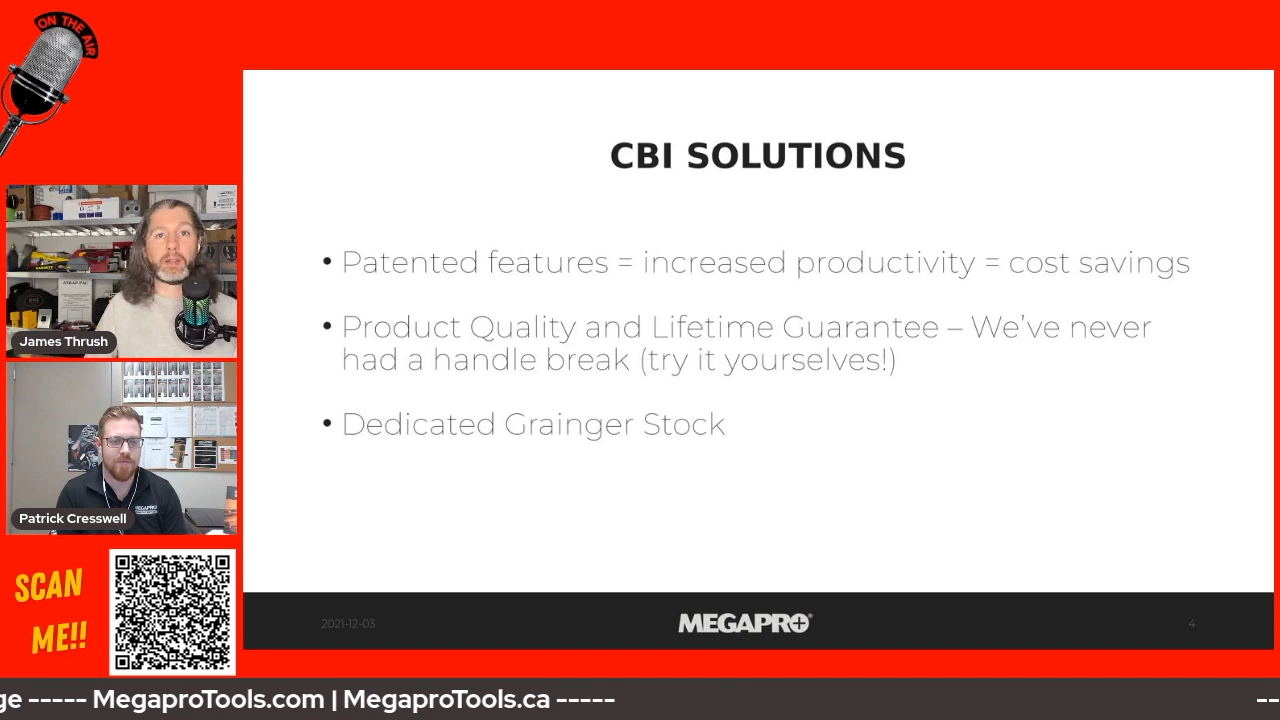 ON THE AIR
CBI SOLUTIONS
• Patented features = increased productivity = cost savings
• Product Quality and Lifetime Guarantee – We’ve never
had a handle break (try it yourselves!)
• Dedicated Grainger Stock
James Thrush
Patrick Cresswell
MEGAPRO
SCAN
ME!!
2021-12-03
MEGAPRO®
4
ge ----- MegaproTools.com | MegaproTools.ca -----
--